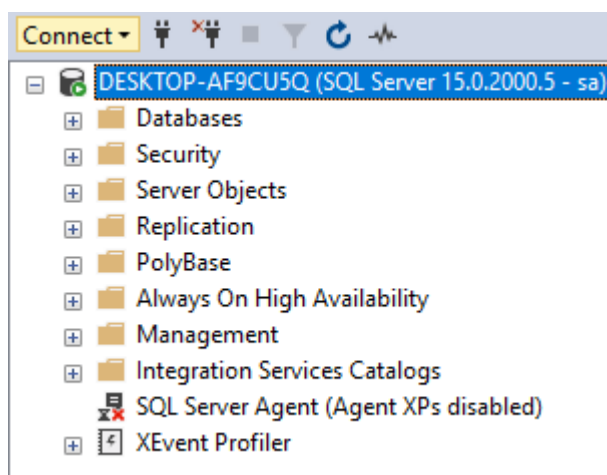 Connect
DESKTOP-AF9CU5Q (SQL Server 15.0.2000.5 - sa)
Databases
Security
Server Objects
Replication
PolyBase
Always On High Availability
Management
Integration Services Catalogs
SQL Server Agent (Agent XPs disabled)
XEvent Profiler